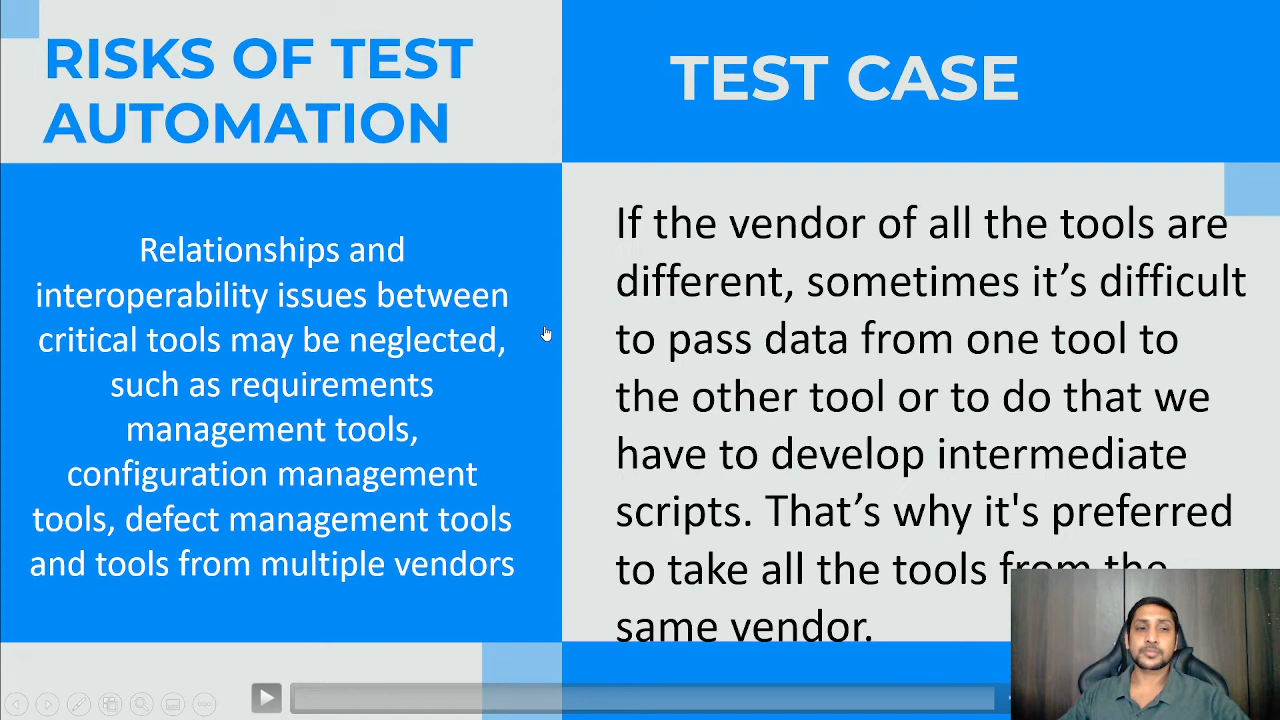 RISKS OF TEST
AUTOMATION
TEST CASE
Relationships and
interoperability issues between
critical tools may be neglected,
such as requirements
management tools,
configuration management
tools, defect management tools
and tools from multiple vendors
If the vendor of all the tools are
different, sometimes it’s difficult
to pass data from one tool to
the other tool or to do that we
have to develop intermediate
scripts. That’s why it's preferred
to take all the tools from the
same vendor.